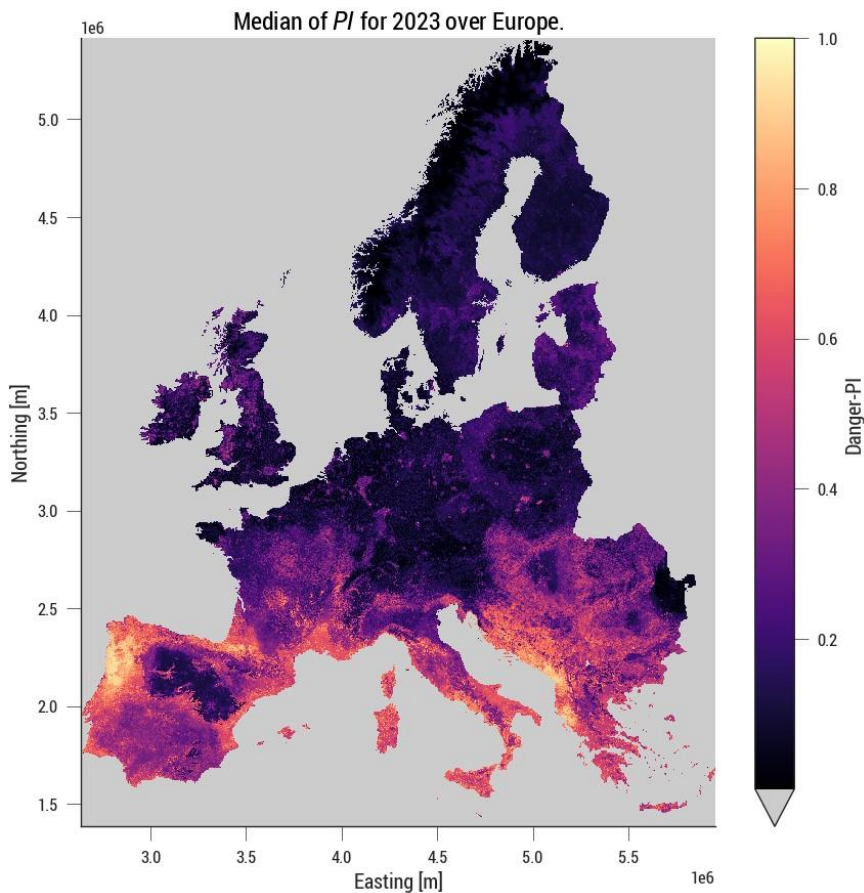 Median of PI for 2023 over Europe.
1e6
5.0
4.5
4.0
3.5
3.0
2.5
2.0
1.5
Northing [m]
3.0 3.5 4.0 4.5 5.0 5.5
1e6
Easting [m]
1.0
0.8
0.6
0.4
0.2
Danger-PI